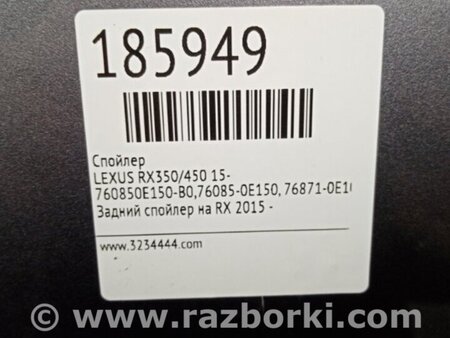 185949
Спойлер
LEXUS RX350/450 15-
760850E150-B0,76085-0E150, 76871-0E1
Задний спойлер на RX 2015 -
www.3234444.com
© www.razborki.com